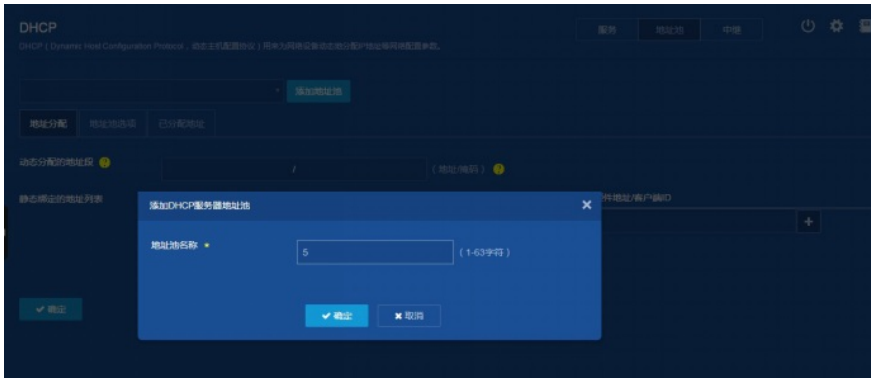 DHCP
服务 地址池 中继
DHCP（Dynamic Host Configuration Protocol，动态主机配置协议）用来为网络设备动态地分配IP地址等网络配置参数。
添加地址池
地址分配 地址池选项 已分配地址
动态分配的地址段 ?
/
（地址/掩码） ?
静态绑定的地址列表
件地址/客户端ID
添加DHCP服务器地址池 ×
地址池名称 *
5
（1-63字符）
确定 取消
确定